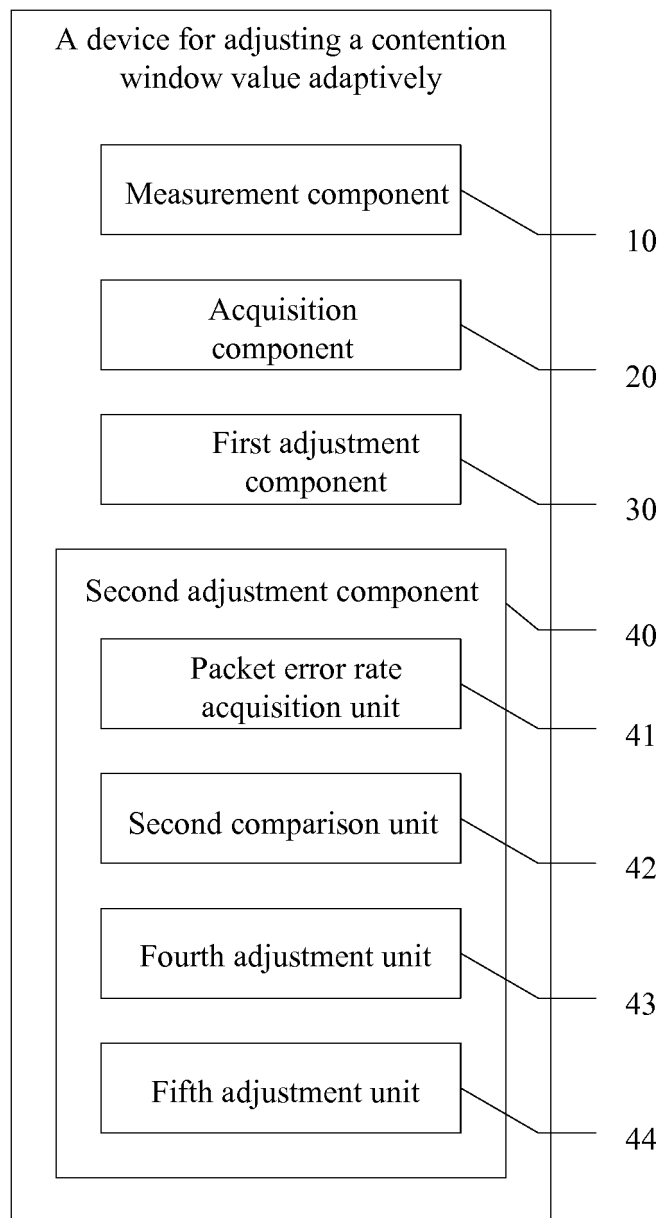 A device for adjusting a contention
window value adaptively
Measurement component
10
Acquisition
component
20
First adjustment
component
30
Second adjustment component
40
Packet error rate
acquisition unit
41
Second comparison unit
42
Fourth adjustment unit
43
Fifth adjustment unit
44